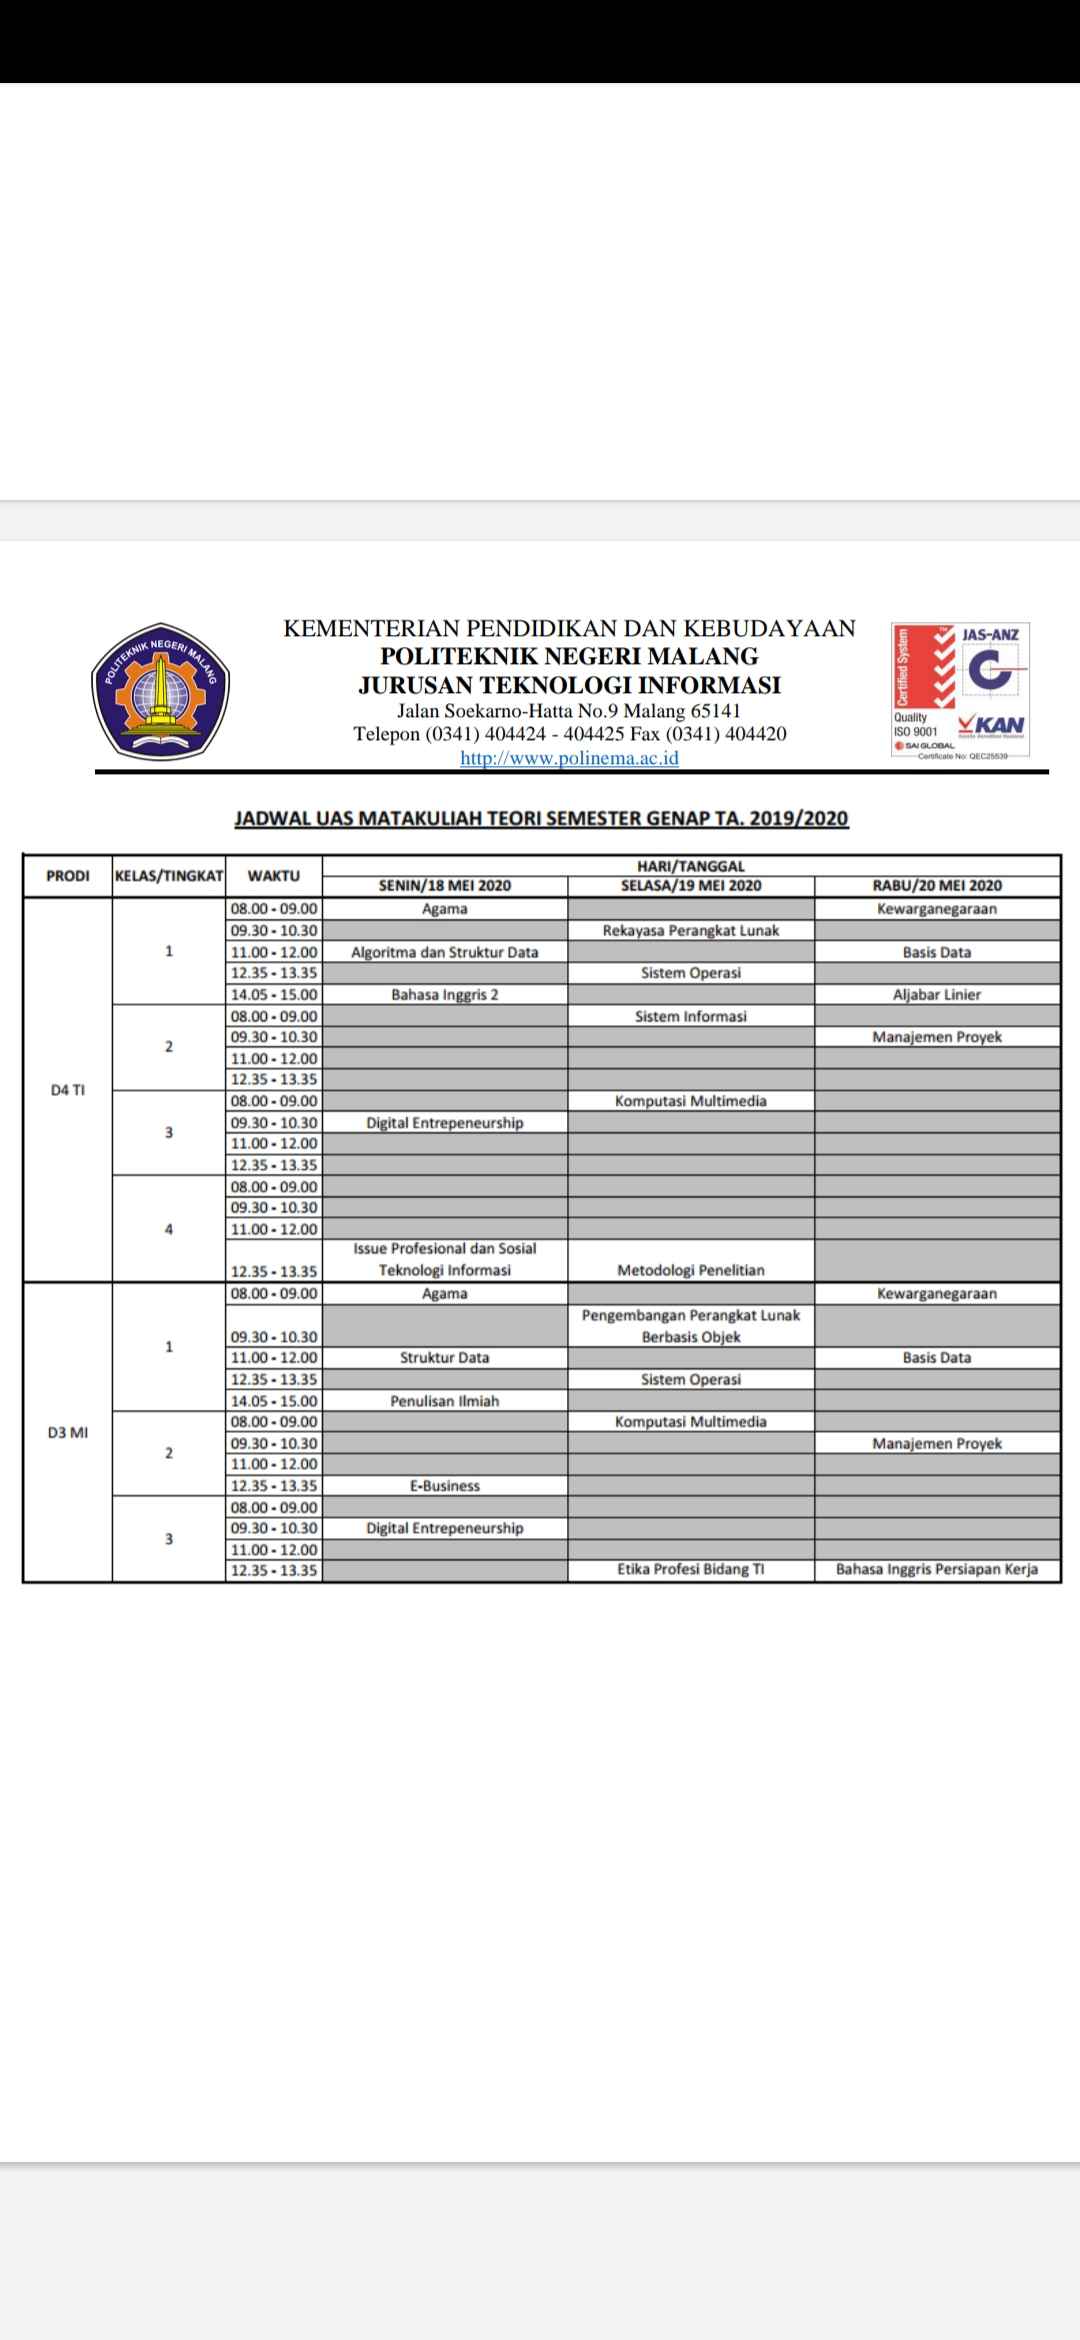 POLITEKNIK NEGERI MALANG
KEMENTERIAN PENDIDIKAN DAN KEBUDAYAAN
POLITEKNIK NEGERI MALANG
JURUSAN TEKNOLOGI INFORMASI
Jalan Soekarno-Hatta No.9 Malang 65141
Telepon (0341) 404424 - 404425 Fax (0341) 404420
http://www.polinema.ac.id
Certified System
JAS-ANZ
Quality
ISO 9001
KAN
SAI GLOBAL
Certificate No: QEC25539
JADWAL UAS MATAKULIAH TEORI SEMESTER GENAP TA. 2019/2020
PRODI KELAS/TINGKAT WAKTU HARI/TANGGAL
SENIN/18 MEI 2020 SELASA/19 MEI 2020 RABU/20 MEI 2020
D4 TI
1
08.00 - 09.00 Agama Kewarganegaraan
09.30 - 10.30 Rekayasa Perangkat Lunak
11.00 - 12.00 Algoritma dan Struktur Data Basis Data
12.35 - 13.35 Sistem Operasi
14.05 - 15.00 Bahasa Inggris 2 Aljabar Linier
2
08.00 - 09.00 Sistem Informasi
09.30 - 10.30 Manajemen Proyek
11.00 - 12.00
12.35 - 13.35
3
08.00 - 09.00 Komputasi Multimedia
09.30 - 10.30 Digital Entrepeneurship
11.00 - 12.00
12.35 - 13.35
4
08.00 - 09.00
09.30 - 10.30
11.00 - 12.00
Issue Profesional dan Sosial
12.35 - 13.35 Teknologi Informasi Metodologi Penelitian
D3 MI
1
08.00 - 09.00 Agama Kewarganegaraan
Pengembangan Perangkat Lunak
09.30 - 10.30 Berbasis Objek
11.00 - 12.00 Struktur Data Basis Data
12.35 - 13.35 Sistem Operasi
14.05 - 15.00 Penulisan Ilmiah
2
08.00 - 09.00 Komputasi Multimedia
09.30 - 10.30 Manajemen Proyek
11.00 - 12.00
12.35 - 13.35 E-Business
3
08.00 - 09.00
09.30 - 10.30 Digital Entrepeneurship
11.00 - 12.00
12.35 - 13.35 Etika Profesi Bidang TI Bahasa Inggris Persiapan Kerja